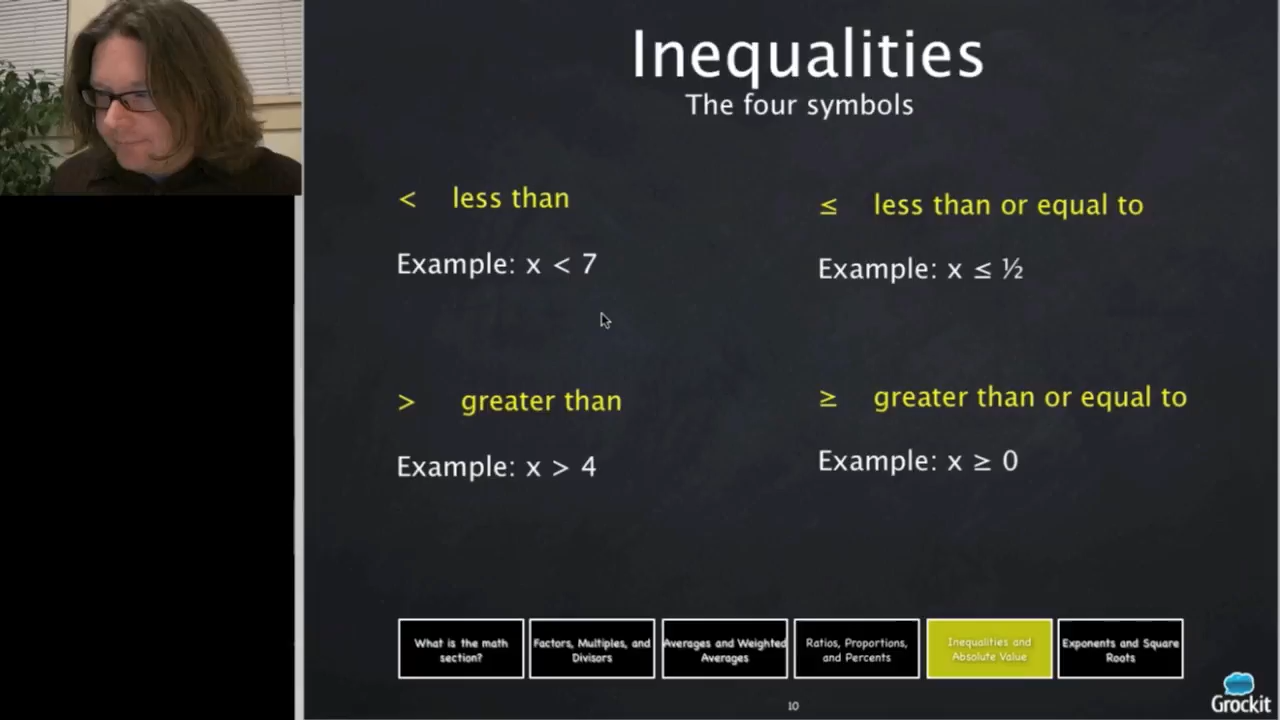 Inequalities
The four symbols
< less than
Example: x < 7
≤ less than or equal to
Example: x ≤ ½
> greater than
Example: x > 4
≥ greater than or equal to
Example: x ≥ 0
What is the math
section?
Factors, Multiples, and
Divisors
Averages and Weighted
Averages
Ratios, Proportions,
and Percents
Inequalities and
Absolute Value
Exponents and Square
Roots
10
Grockit